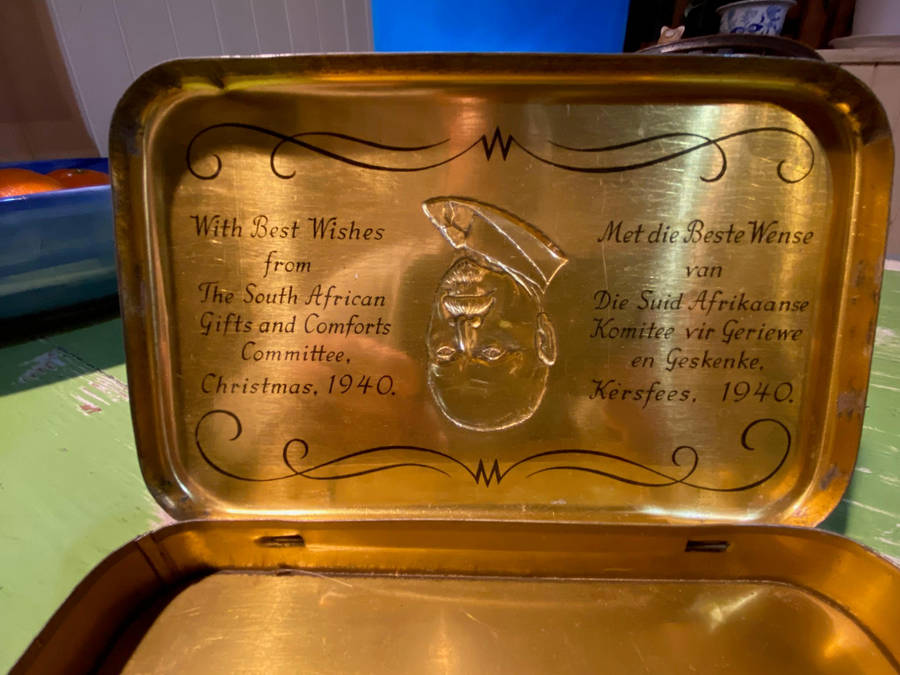 With Best Wishes
from
The South African
Gifts and Comforts
Committee,
Christmas, 1940.
Met die Beste Wense
van
Die Suid Afrikaanse
Komitee vir Geriewe
en Geskenke,
Kersfees, 1940.